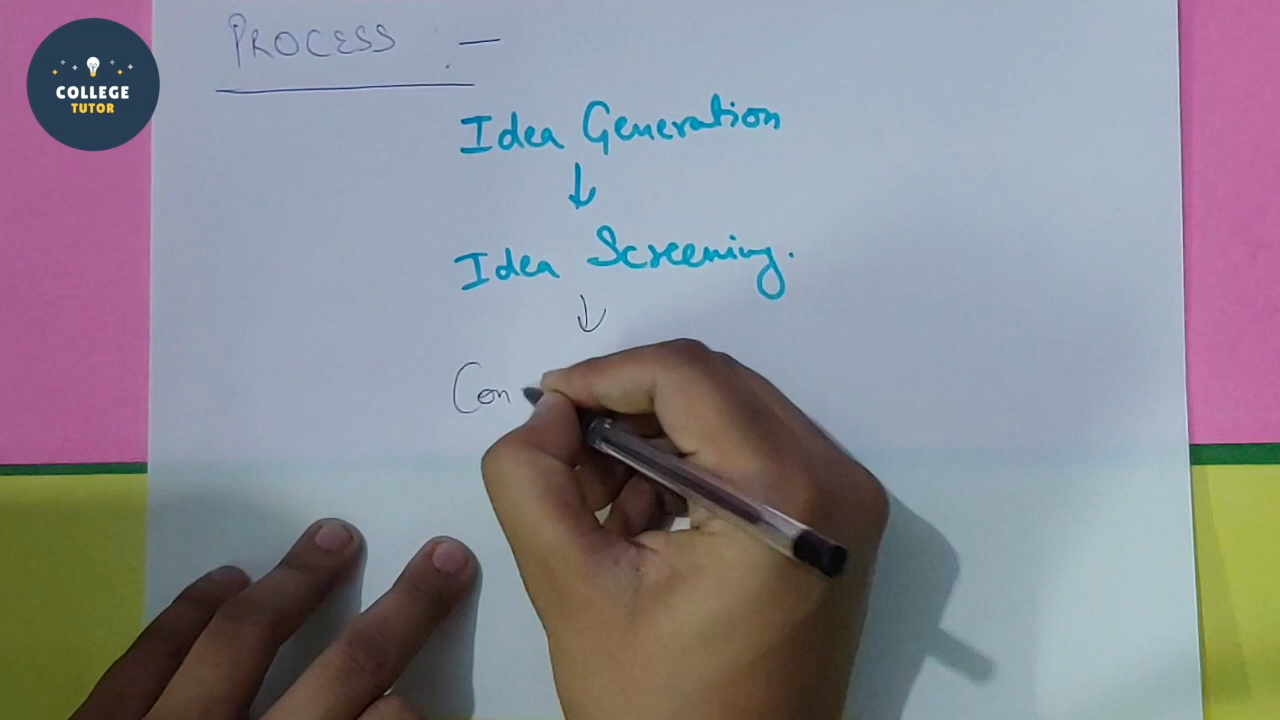 COLLEGE
TUTOR
PROCESS :-
Idea Generation
↓
Idea Screening.
↓
Con